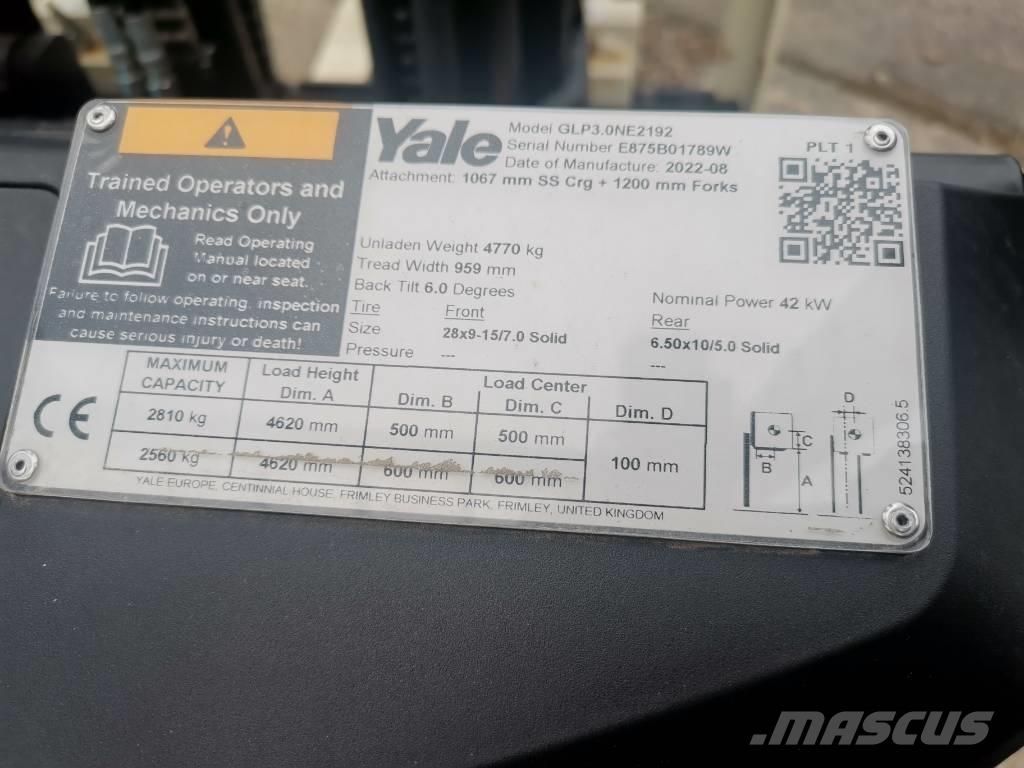 Trained Operators and
Mechanics Only
Read Operating
Manual located
on or near seat.
Failure to follow operating, inspection
and maintenance instructions can
cause serious injury or death!
Yale
Model GLP3.0NE2192
Serial Number E875B01789W
Date of Manufacture: 2022-08
Attachment: 1067 mm SS Crg + 1200 mm Forks
PLT 1
Unladen Weight 4770 kg
Tread Width 959 mm
Back Tilt 6.0 Degrees
Nominal Power 42 kW
Tire Front Rear
Size 28x9-15/7.0 Solid 6.50x10/5.0 Solid
Pressure --- ---
MAXIMUM CAPACITY Load Height Dim. A Load Center
Dim. B Dim. C Dim. D
2810 kg 4620 mm 500 mm 500 mm 100 mm
2560 kg 4620 mm 600 mm 600 mm
CE
YALE EUROPE, CENTINNIAL HOUSE, FRIMLEY BUSINESS PARK, FRIMLEY, UNITED KINGDOM
D
C
B
A
524138306.5
MASCUS